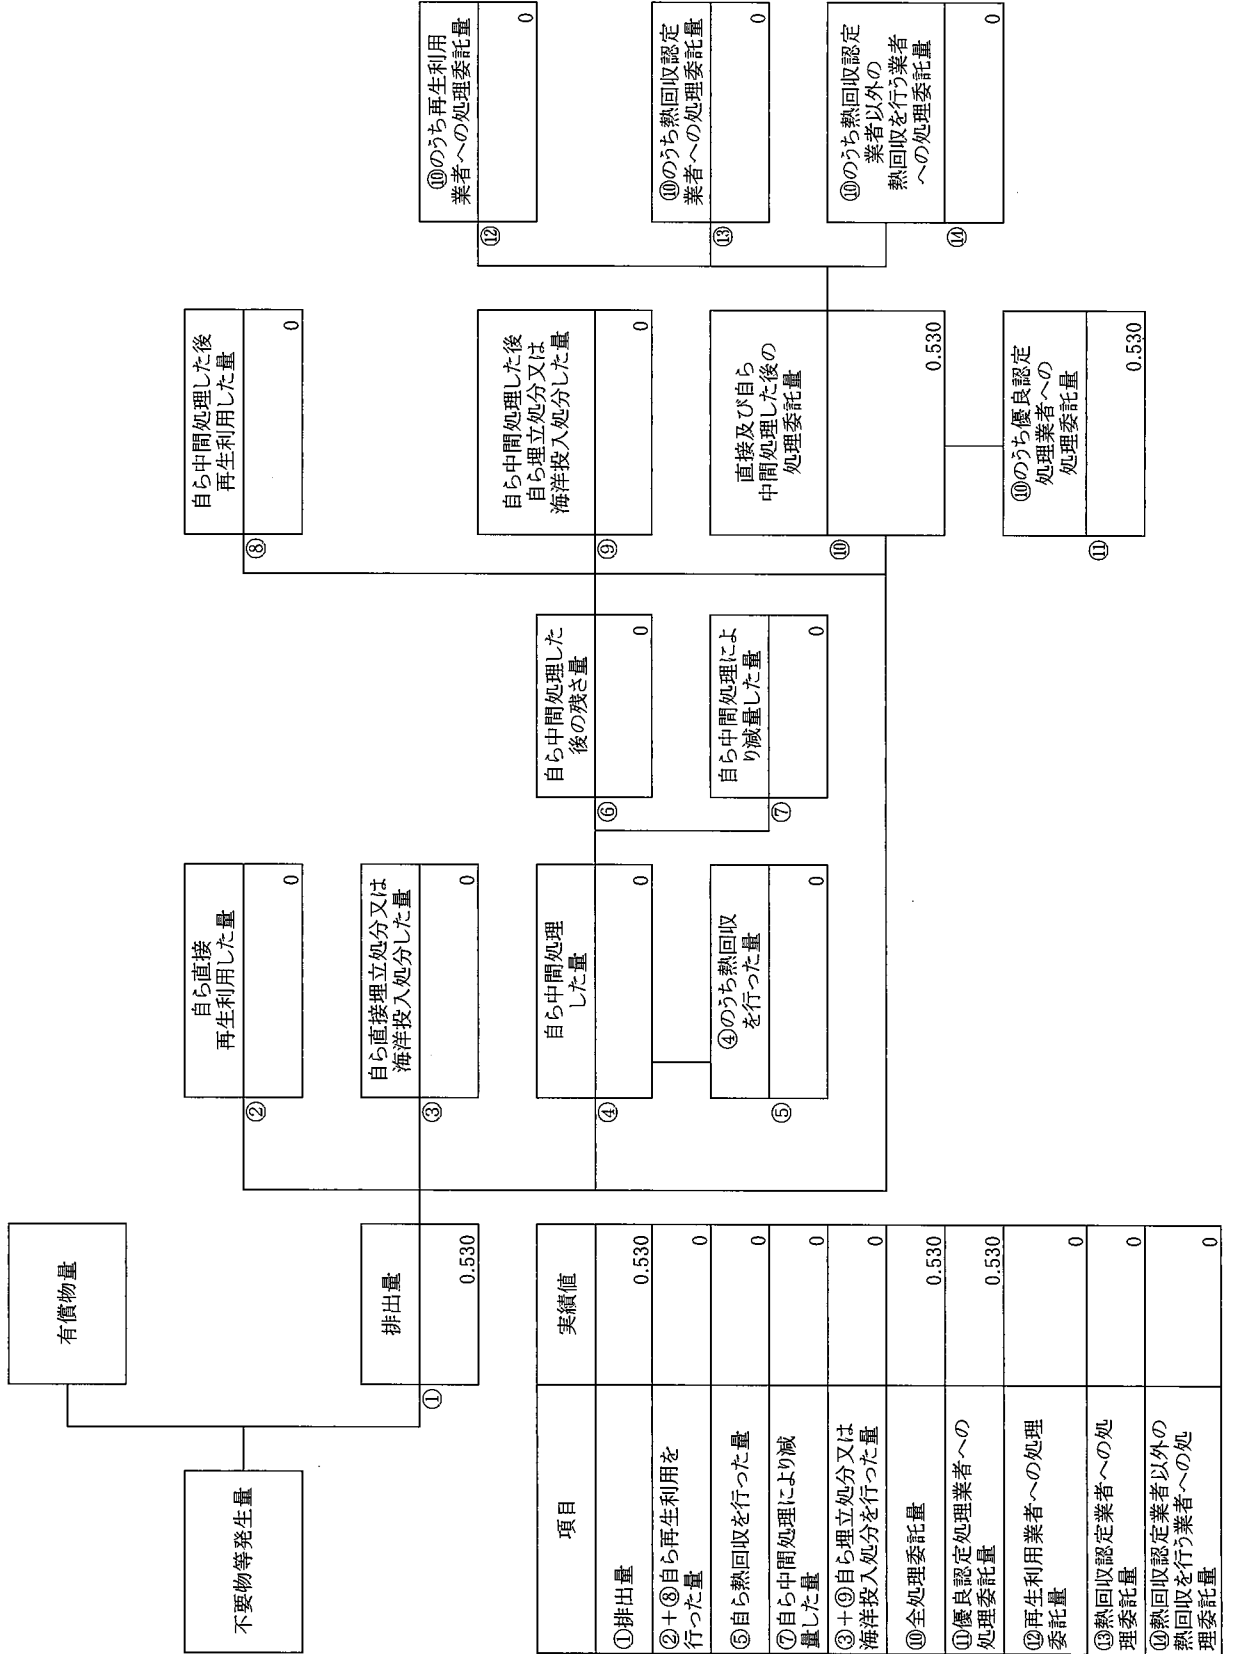 不要物等発生量
有償物量
排出量
①
0.530
自ら直接
再生利用した量
②
0
自ら直接埋立処分又は
海洋投入処分した量
③
0
自ら中間処理
した量
④
0
④のうち熱回収
を行った量
⑤
0
自ら中間処理した
後の残さ量
⑥
0
自ら中間処理によ
り減量した量
⑦
0
自ら中間処理した後
再生利用した量
⑧
0
自ら中間処理した後
自ら埋立処分又は
海洋投入処分した量
⑨
0
直接及び自ら
中間処理した後の
処理委託量
⑩
0.530
⑩のうち優良認定
処理業者への
処理委託量
⑪
0.530
⑩のうち再生利用
業者への処理委託量
⑫
0
⑩のうち熱回収認定
業者への処理委託量
⑬
0
⑩のうち熱回収認定
業者以外の
熱回収を行う業者
への処理委託量
⑭
0
項目 実績値
①排出量 0.530
②+⑧自ら再生利用を
行った量 0
⑤自ら熱回収を行った量 0
⑦自ら中間処理により減
量した量 0
③+⑨自ら埋立処分又は
海洋投入処分を行った量 0
⑩全処理委託量 0.530
⑪優良認定処理業者への
処理委託量 0.530
⑫再生利用業者への処理
委託量 0
⑬熱回収認定業者への処
理委託量 0
⑭熱回収認定業者以外の
熱回収を行う業者への処
理委託量 0